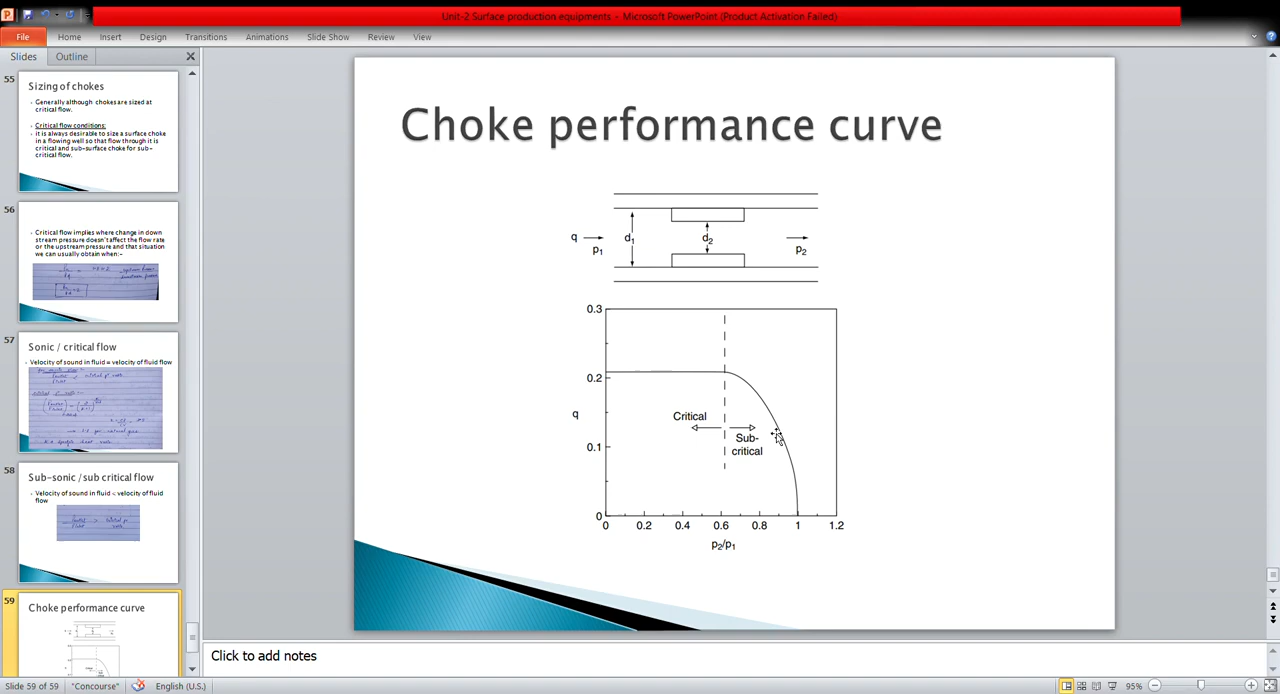 Unit-2 Surface production equipments - Microsoft PowerPoint (Product Activation Failed)
File Home Insert Design Transitions Animations Slide Show Review View
Slides Outline
55
Sizing of chokes
Generally although chokes are sized at
critical flow.
Critical flow conditions:
it is always desirable to size a surface choke
in a flowing well so that flow through it is
critical and sub-surface choke for sub-
critical flow.
56
Critical flow implies where change in down
stream pressure doesn't affect the flow rate
or the upstream pressure and that situation
we can usually obtain when:-
57
Sonic / critical flow
Velocity of sound in fluid = velocity of fluid flow
58
Sub-sonic /sub critical flow
Velocity of sound in fluid < velocity of fluid
flow
59
Choke performance curve
Choke performance curve
q
p1
d1
d2
p2
0.3
0.2
q
Critical
Sub-
critical
0.1
0
0 0.2 0.4 0.6 0.8 1 1.2
p2/p1
Click to add notes
Slide 59 of 59 "Concourse" English (U.S.) 95%